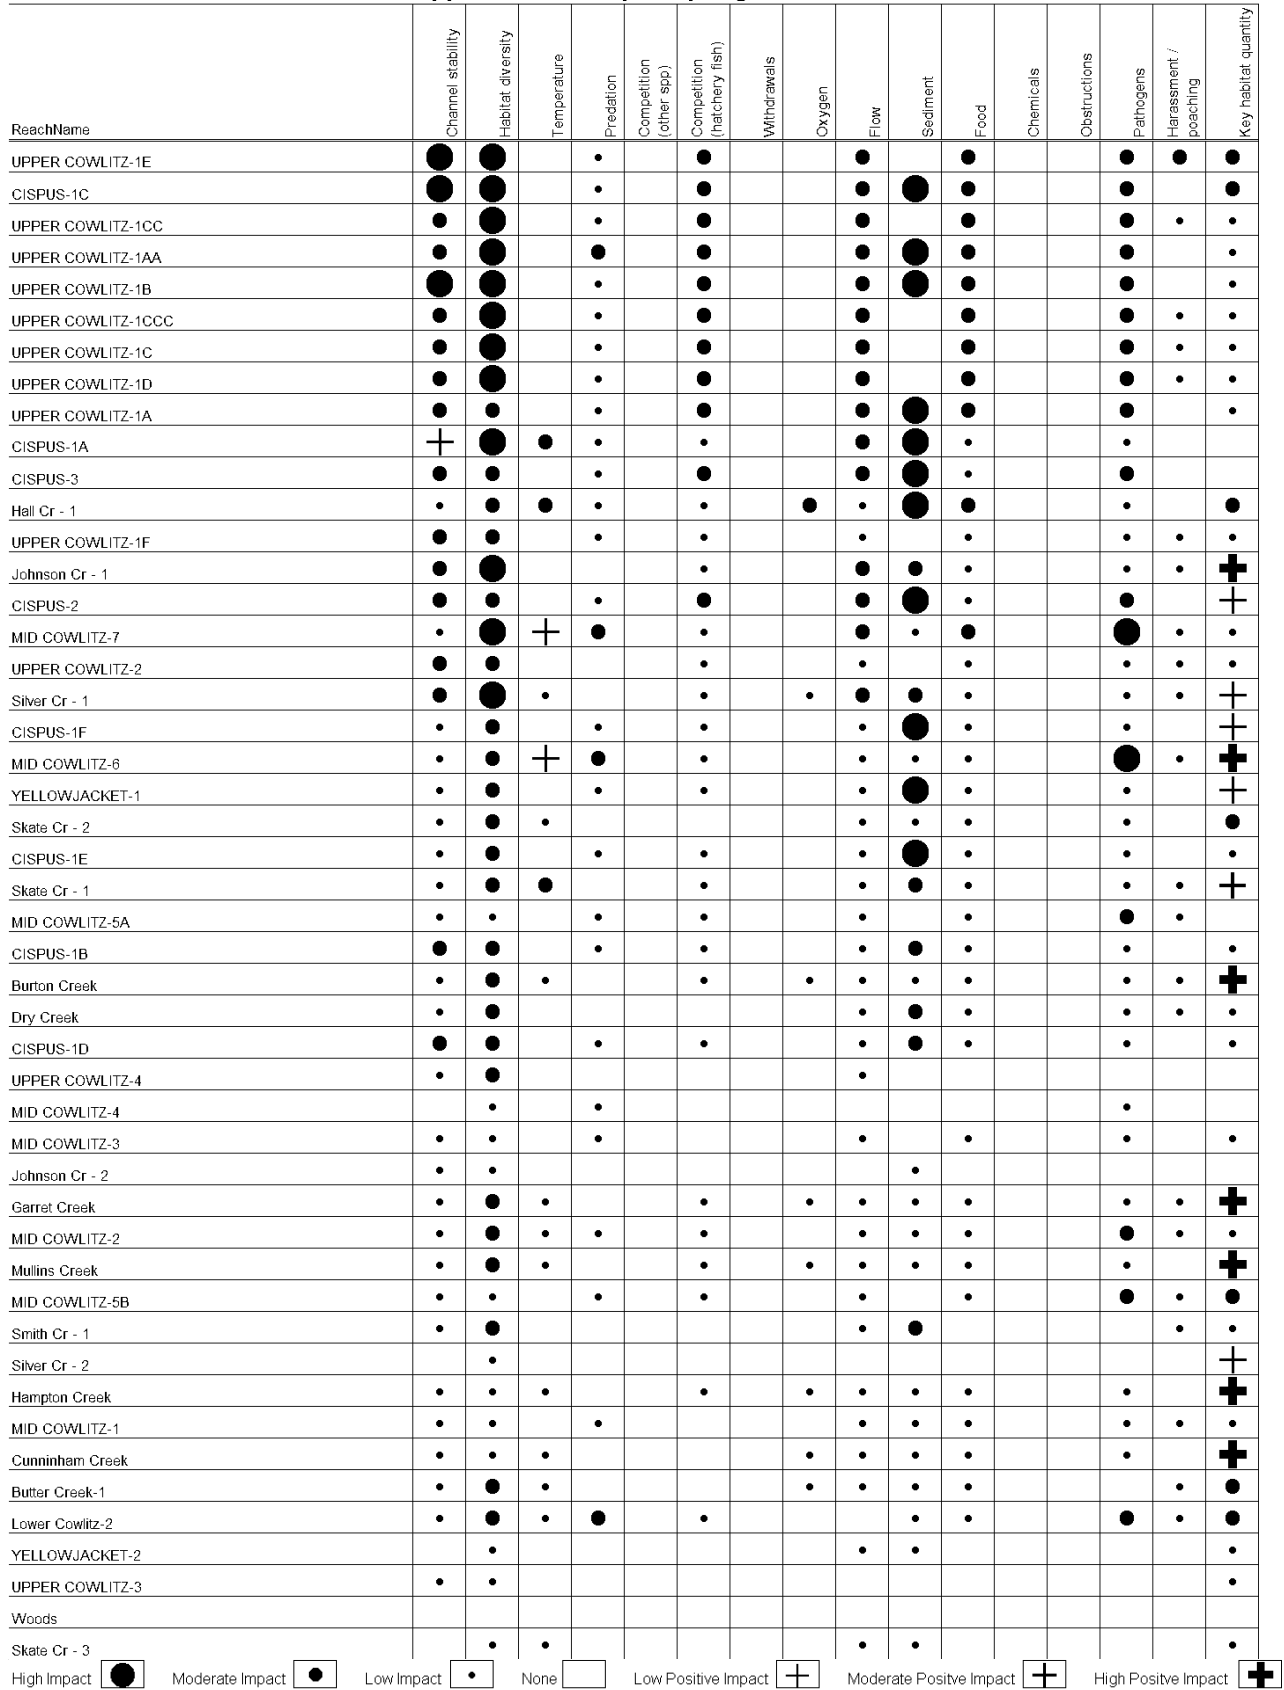 ReachName
Channel stability
Habitat diversity
Temperature
Predation
Competition
(other spp)
Competition
(hatchery fish)
Withdrawals
Oxygen
Flow
Sediment
Food
Chemicals
Obstructions
Pathogens
Harassment /
poaching
Key habitat quantity
UPPER COWLITZ-1E
CISPUS-1C
UPPER COWLITZ-1CC
UPPER COWLITZ-1AA
UPPER COWLITZ-1B
UPPER COWLITZ-1CCC
UPPER COWLITZ-1C
UPPER COWLITZ-1D
UPPER COWLITZ-1A
CISPUS-1A
CISPUS-3
Hall Cr - 1
UPPER COWLITZ-1F
Johnson Cr - 1
CISPUS-2
MID COWLITZ-7
UPPER COWLITZ-2
Silver Cr - 1
CISPUS-1F
MID COWLITZ-6
YELLOWJACKET-1
Skate Cr - 2
CISPUS-1E
Skate Cr - 1
MID COWLITZ-5A
CISPUS-1B
Burton Creek
Dry Creek
CISPUS-1D
UPPER COWLITZ-4
MID COWLITZ-4
MID COWLITZ-3
Johnson Cr - 2
Garret Creek
MID COWLITZ-2
Mullins Creek
MID COWLITZ-5B
Smith Cr - 1
Silver Cr - 2
Hampton Creek
MID COWLITZ-1
Cunninham Creek
Butter Creek-1
Lower Cowlitz-2
YELLOWJACKET-2
UPPER COWLITZ-3
Woods
Skate Cr - 3
High Impact Moderate Impact Low Impact None Low Positive Impact Moderate Positve Impact High Positve Impact